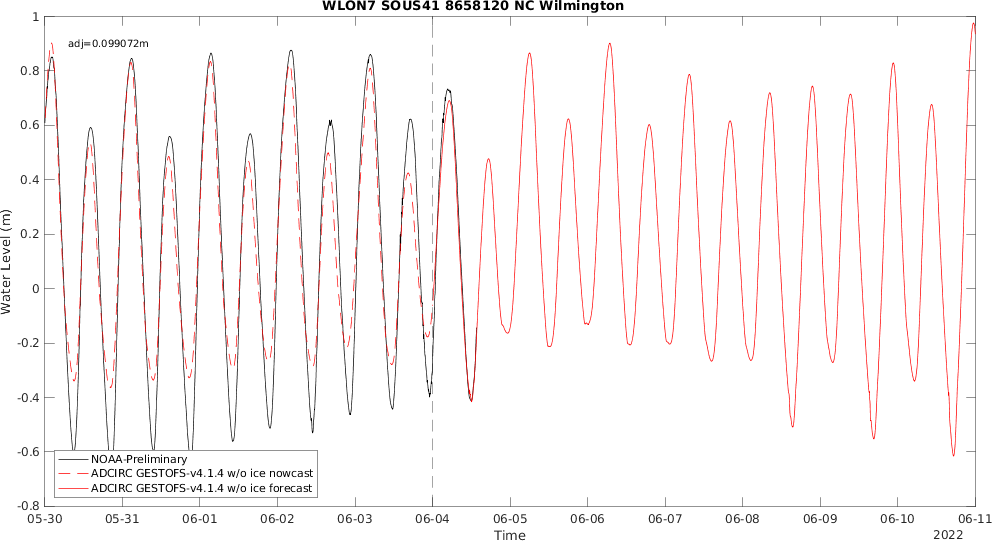 WLON7 SOUS41 8658120 NC Wilmington
adj=0.099072m
Water Level (m)
1
0.8
0.6
0.4
0.2
0
-0.2
-0.4
-0.6
-0.8
NOAA-Preliminary
ADCIRC GESTOFS-v4.1.4 w/o ice nowcast
ADCIRC GESTOFS-v4.1.4 w/o ice forecast
05-30 05-31 06-01 06-02 06-03 06-04 06-05 06-06 06-07 06-08 06-09 06-10 06-11
Time
2022